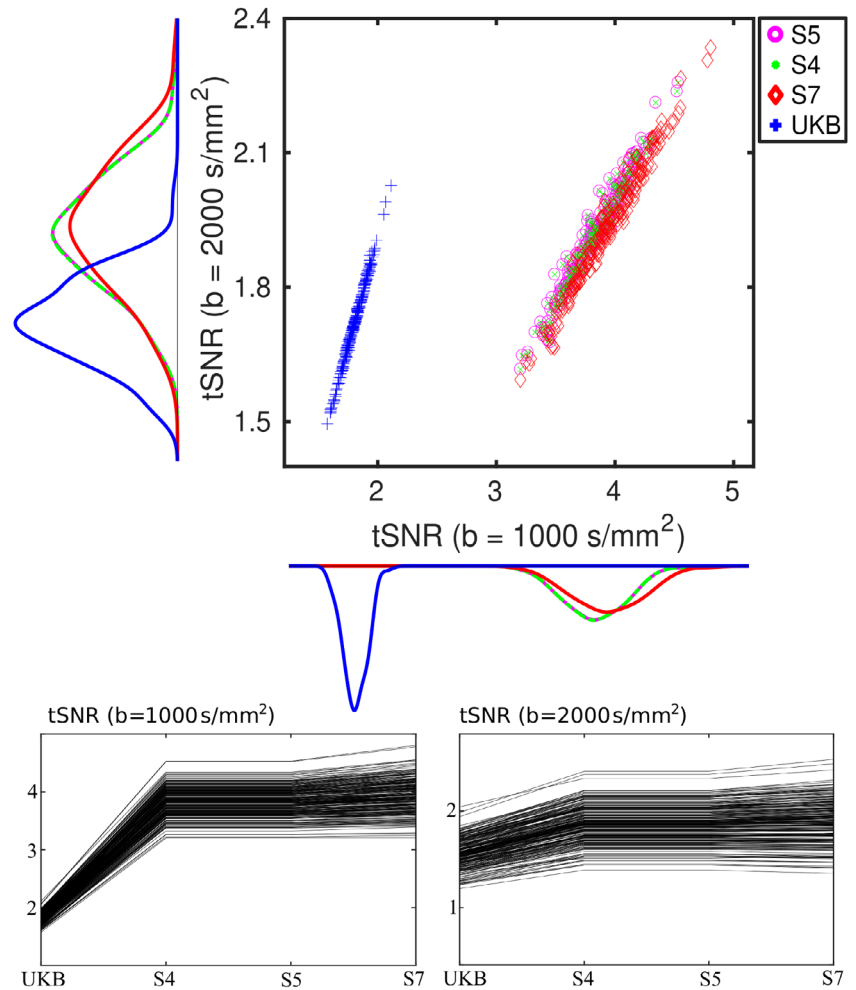 2.4
2.1
1.8
1.5
tSNR (b = 2000 s/mm²)
S5
S4
S7
UKB
2 3 4 5
tSNR (b = 1000 s/mm²)
tSNR (b=1000s/mm²)
4
3
2
UKB S4 S5 S7
tSNR (b=2000s/mm²)
2
1
UKB S4 S5 S7